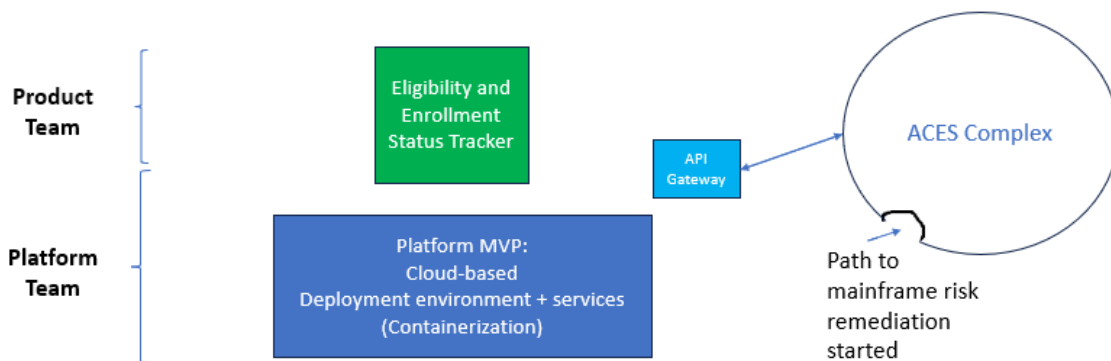 Product
Team
Eligibility and
Enrollment
Status Tracker
API
Gateway
ACES Complex
Platform
Team
Platform MVP:
Cloud-based
Deployment environment + services
(Containerization)
Path to
mainframe risk
remediation
started